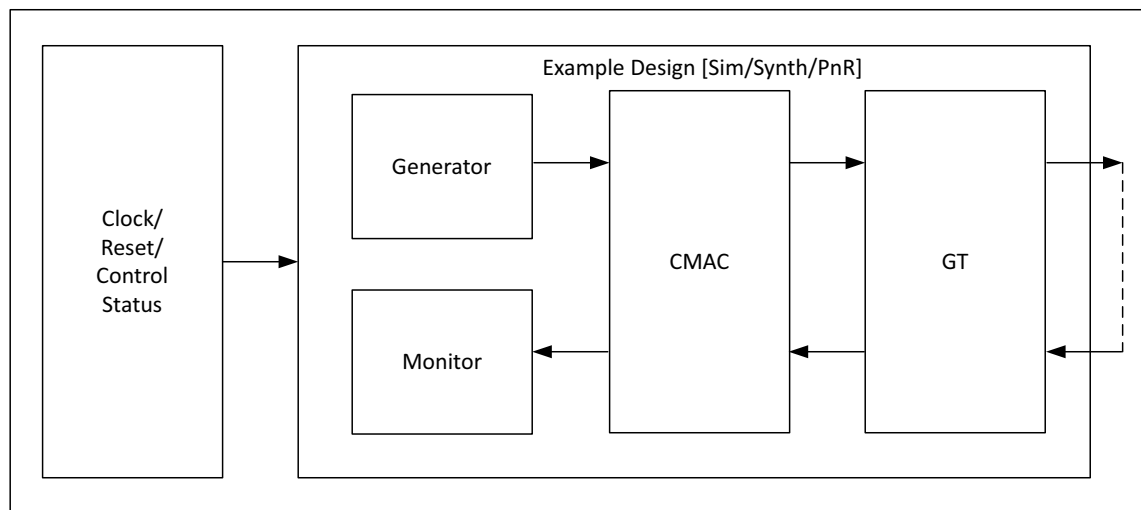 Example Design [Sim/Synth/PnR]
Generator
Clock/
Reset/
Control
Status
CMAC
GT
Monitor